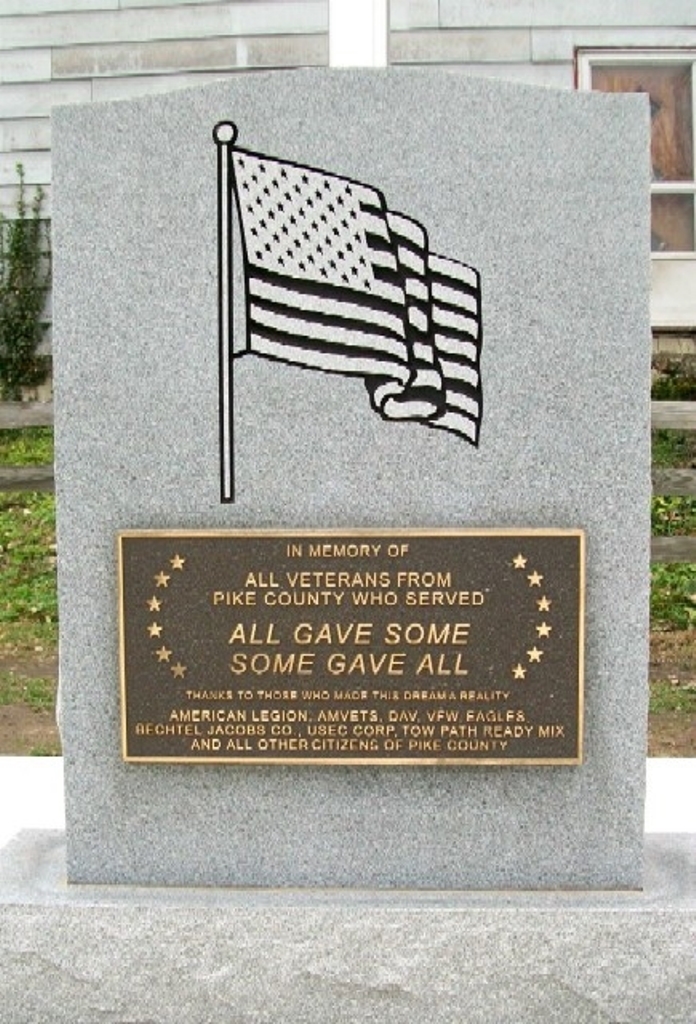 IN MEMORY OF
ALL VETERANS FROM
PIKE COUNTY WHO SERVED
ALL GAVE SOME
SOME GAVE ALL
THANKS TO THOSE WHO MADE THIS DREAM A REALITY
AMERICAN LEGION, AMVETS, DAV, VFW, EAGLES
BECHTEL JACOBS CO., USEC CORP, TOW PATH READY MIX
AND ALL OTHER CITIZENS OF PIKE COUNTY